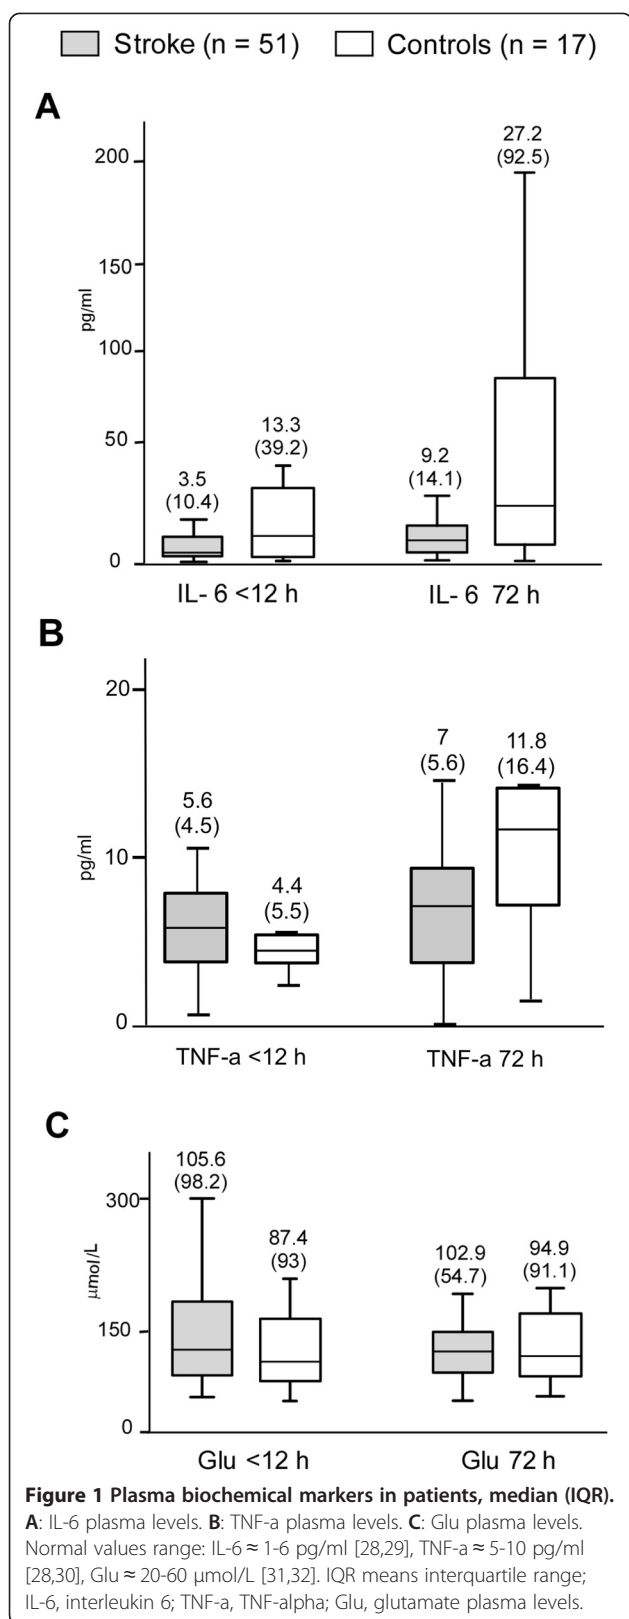 Stroke (n = 51) Controls (n = 17)
A
27.2
(92.5)
200
150
pg/ml
100
13.3
(39.2)
50
9.2
(14.1)
3.5
(10.4)
0
IL- 6 <12 h IL- 6 72 h
B
20
7
(5.6)
11.8
(16.4)
5.6
(4.5)
pg/ml
10
4.4
(5.5)
0
TNF-a <12 h TNF-a 72 h
C
105.6
(98.2)
300
87.4
(93)
102.9
(54.7)
94.9
(91.1)
µmol/L
150
0
Glu <12 h Glu 72 h
Figure 1 Plasma biochemical markers in patients, median (IQR).
A: IL-6 plasma levels. B: TNF-a plasma levels. C: Glu plasma levels.
Normal values range: IL-6 ≈ 1-6 pg/ml [28,29], TNF-a ≈ 5-10 pg/ml
[28,30], Glu ≈ 20-60 µmol/L [31,32]. IQR means interquartile range;
IL-6, interleukin 6; TNF-a, TNF-alpha; Glu, glutamate plasma levels.